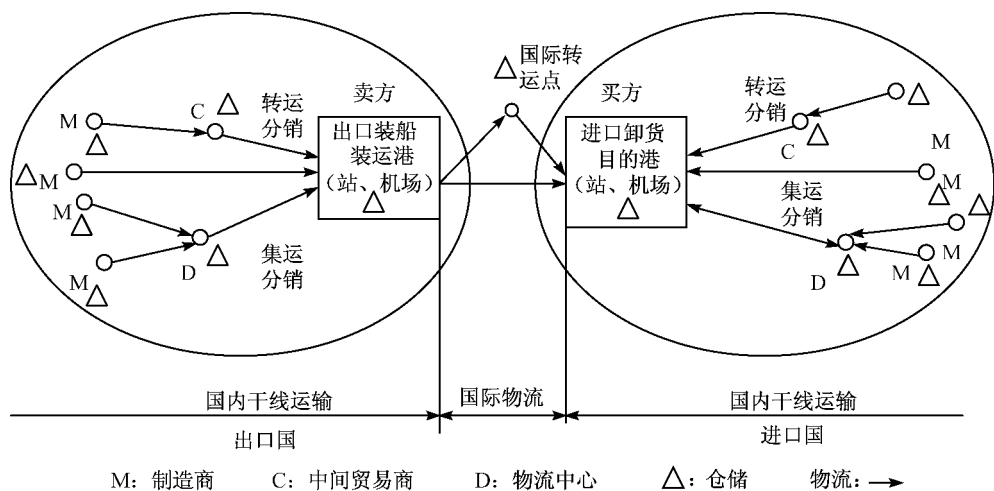 国际转
运点
卖方
买方
转运
分销
C
M
出口装船
装运港
（站、机场）
M
M
M
D
集运
分销
进口卸货
目的港
（站、机场）
转运
分销
C
M
M
集运
分销
M
M
D
国内干线运输
国际物流
国内干线运输
出口国
进口国
M：制造商
C：中间贸易商
D：物流中心
△：仓储
物流：→